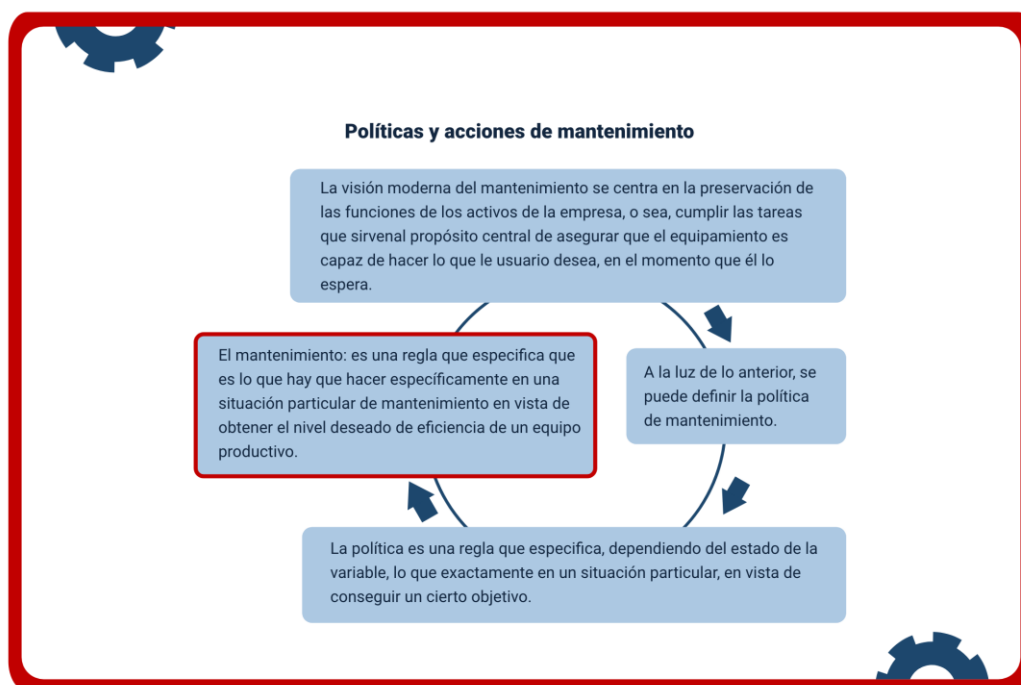 Políticas y acciones de mantenimiento
La visión moderna del mantenimiento se centra en la preservación de
las funciones de los activos de la empresa, o sea, cumplir las tareas
que sirvenal propósito central de asegurar que el equipamiento es
capaz de hacer lo que le usuario desea, en el momento que él lo
espera.
A la luz de lo anterior, se
puede definir la política
de mantenimiento.
La política es una regla que especifica, dependiendo del estado de la
variable, lo que exactamente en un situación particular, en vista de
conseguir un cierto objetivo.
El mantenimiento: es una regla que especifica que
es lo que hay que hacer específicamente en una
situación particular de mantenimiento en vista de
obtener el nivel deseado de eficiencia de un equipo
productivo.